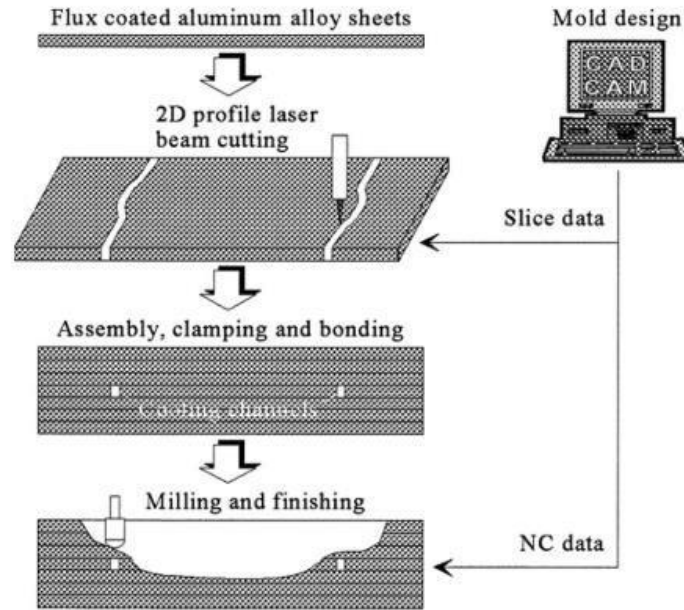 Flux coated aluminum alloy sheets
Mold design
CAD
CAM
2D profile laser
beam cutting
Slice data
Assembly, clamping and bonding
Cooling channels
Milling and finishing
NC data